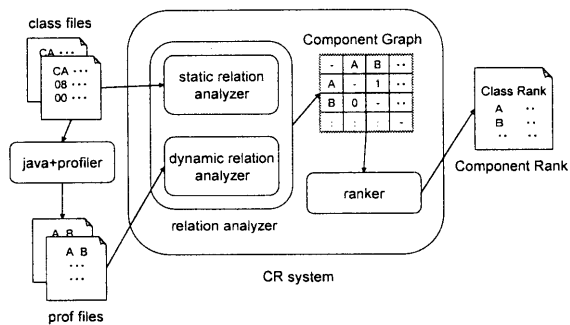 class files
CA ...
CA ...
08 ...
00 ...
java+profiler
A B
A B
...
...
prof files
static relation
analyzer
dynamic relation
analyzer
relation analyzer
Component Graph
- A B ..
A - 1 ..
B 0 - ..
: : : -
ranker
CR system
Class Rank
A ..
B ..
.. ..
Component Rank